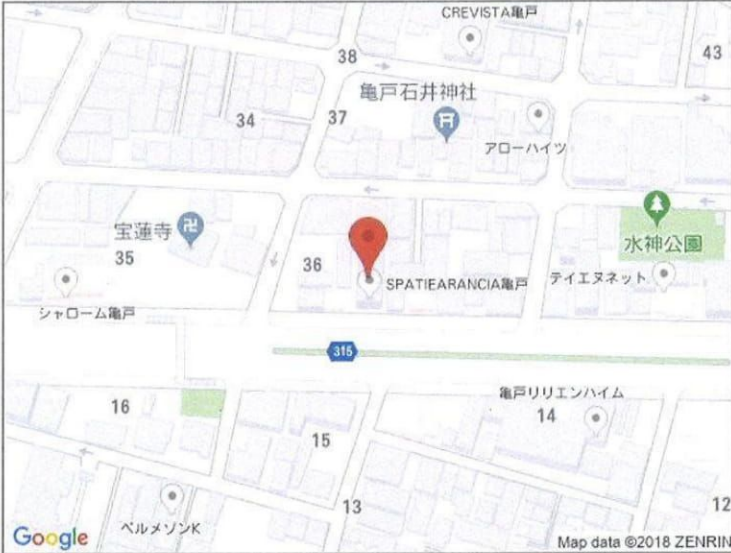 CREVISTA亀戸
38
43
亀戸石井神社
34
37
アローハイツ
宝蓮寺
35
36
SPATIEARANCIA亀戸
水神公園
テイエヌネット
シャローム亀戸
315
亀戸リリエンハイム
16
14
15
13
12
ベルメゾンK
Google
Map data ©2018 ZENRIN